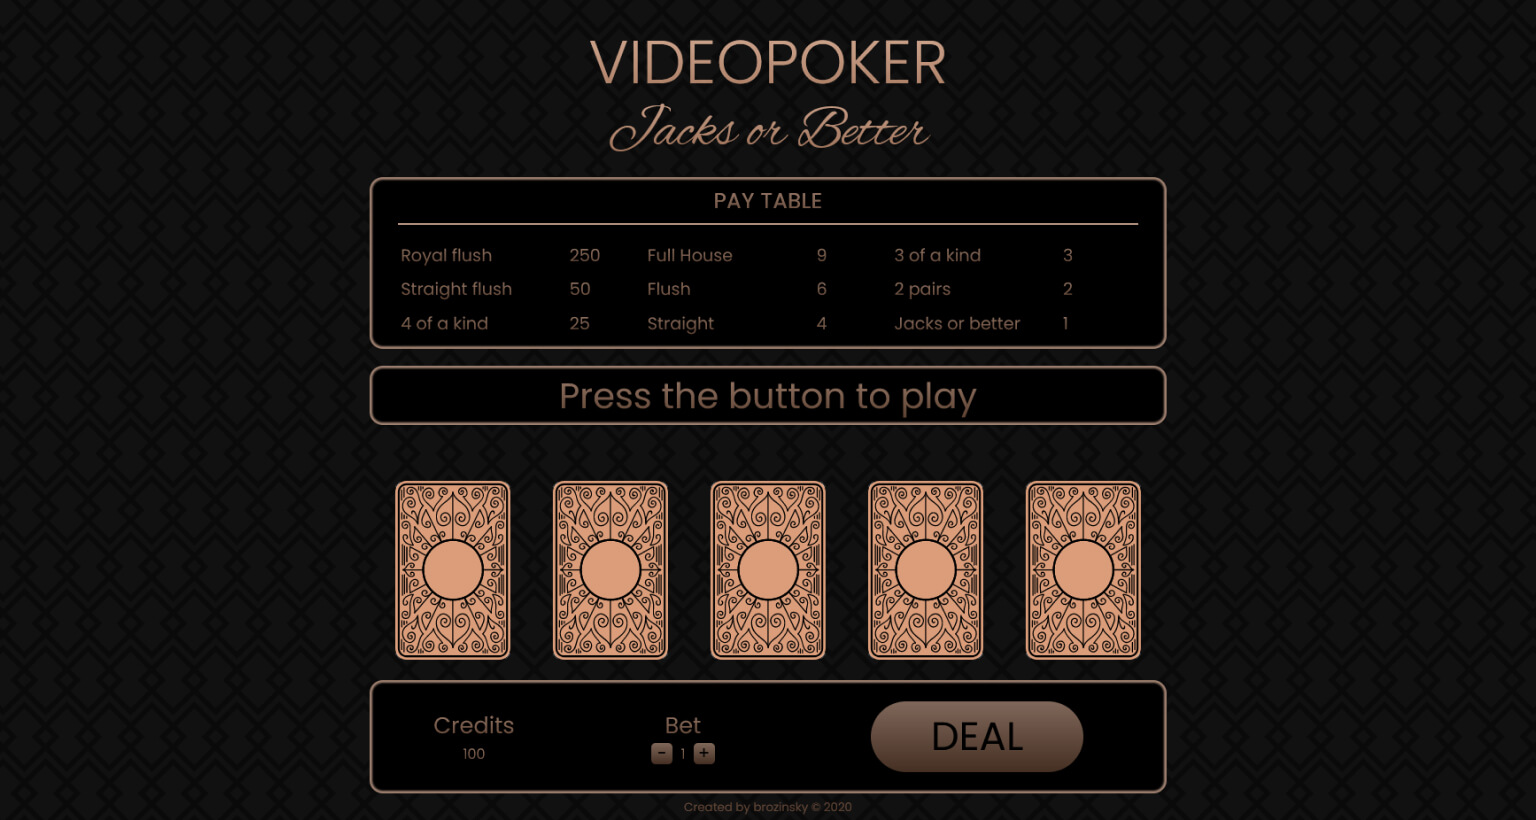 VIDEOPOKER
Jacks or Better
PAY TABLE
Royal flush 250 Full House 9 3 of a kind 3
Straight flush 50 Flush 6 2 pairs 2
4 of a kind 25 Straight 4 Jacks or better 1
Press the button to play
Credits Bet DEAL
100 - 1 +
Created by brozinsky © 2020